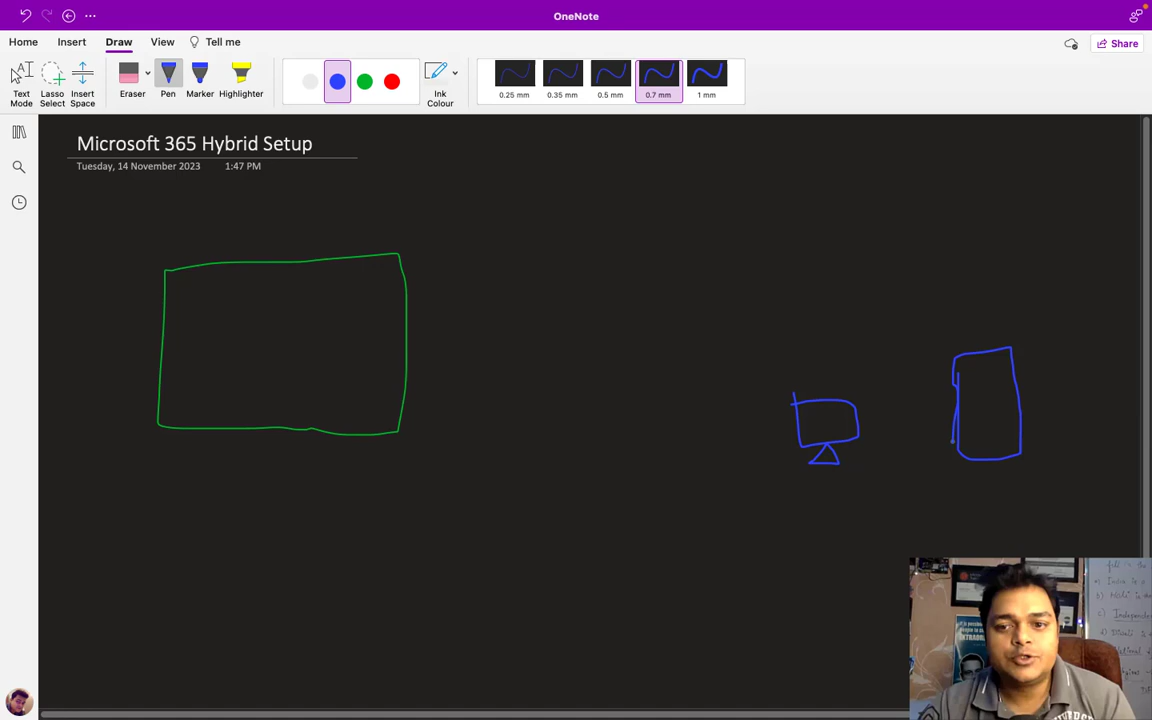 OneNote
Home Insert Draw View Tell me
Share
Text Mode
Lasso Select
Insert Space
Eraser
Pen
Marker
Highlighter
Ink Colour
0.25 mm
0.35 mm
0.5 mm
0.7 mm
1 mm
Microsoft 365 Hybrid Setup
Tuesday, 14 November 2023 1:47 PM